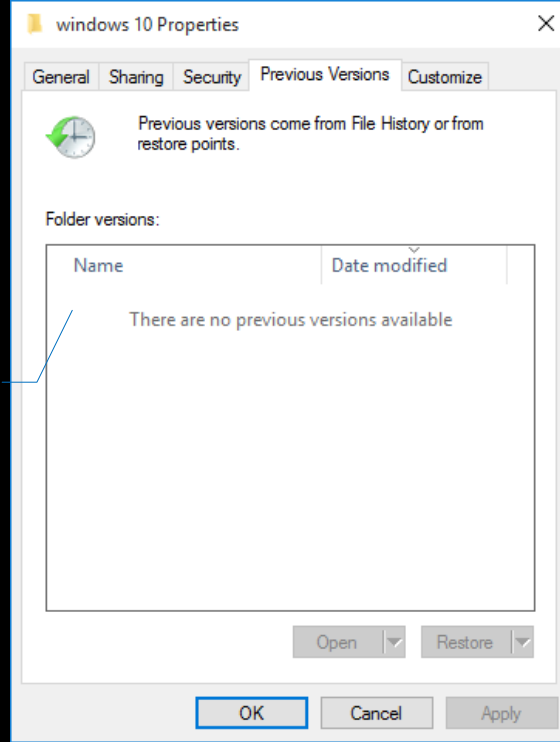 windows 10 Properties
General Sharing Security Previous Versions Customize
Previous versions come from File History or from
restore points.
Folder versions:
Name Date modified
There are no previous versions available
Open Restore
OK Cancel Apply